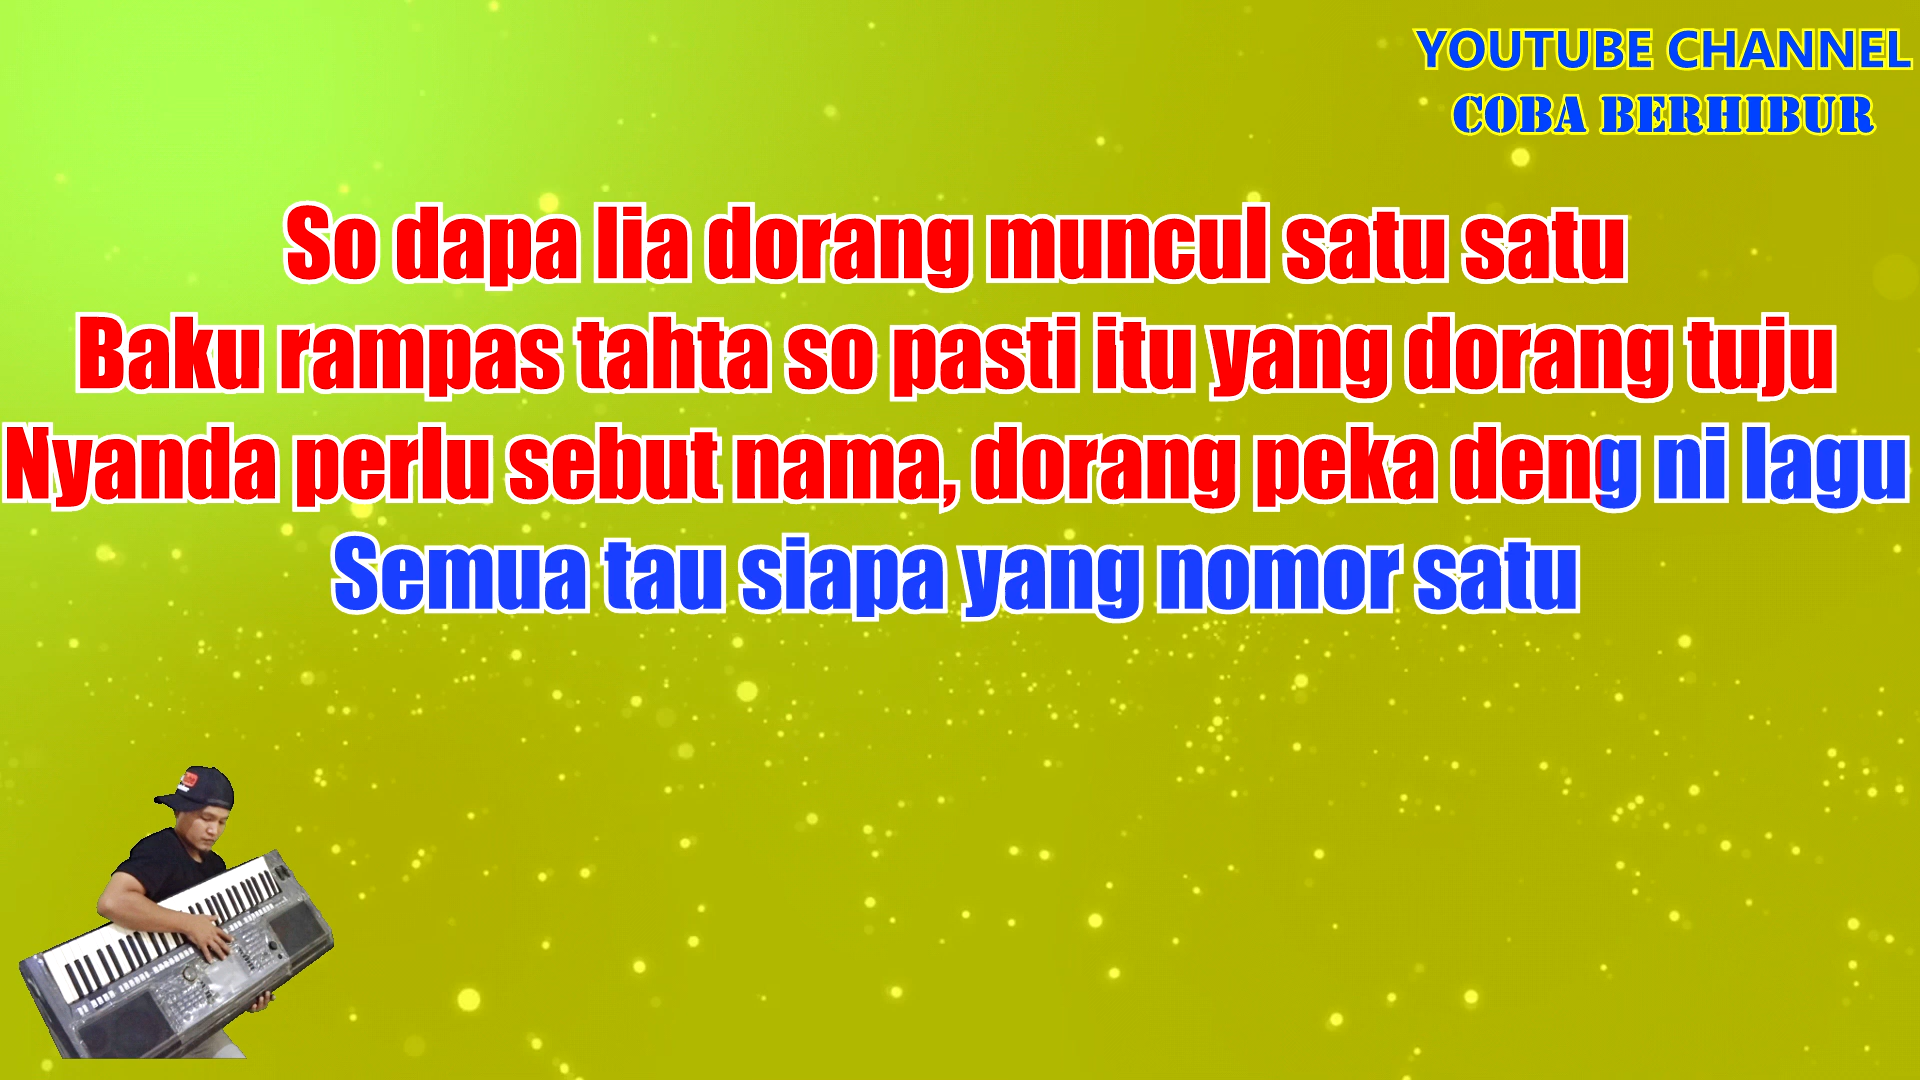 YOUTUBE CHANNEL
COBA BERHIBUR
So dapa lia dorang muncul satu satu
Baku rampas tahta so pasti itu yang dorang tuju
Nyanda perlu sebut nama, dorang peka deng ni lagu
Semua tau siapa yang nomor satu